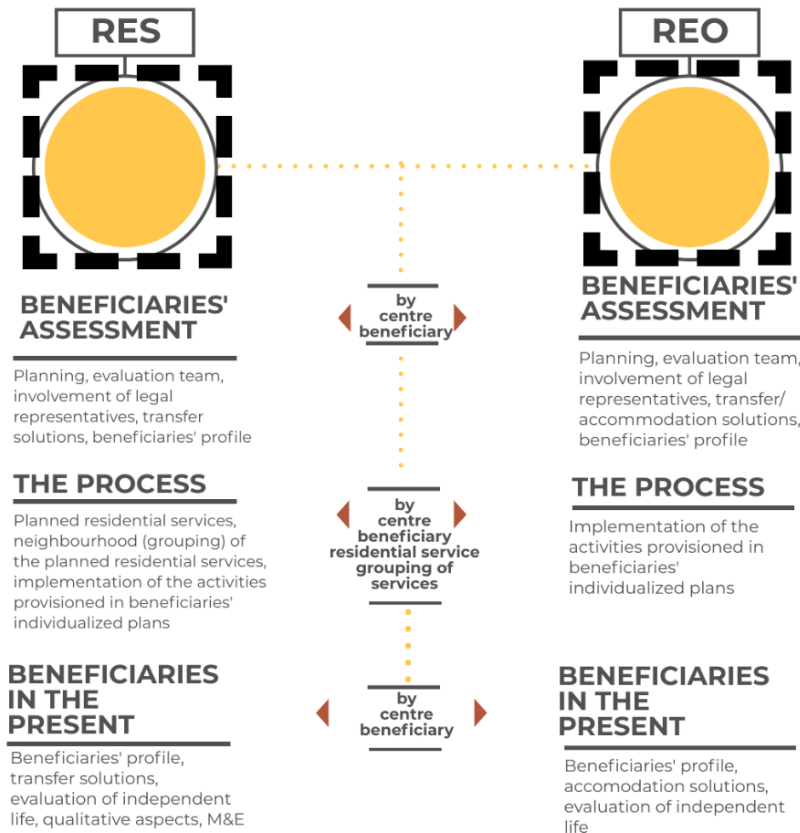 RES
REO
BENEFICIARIES'
ASSESSMENT
Planning, evaluation team,
involvement of legal
representatives, transfer
solutions, beneficiaries' profile
by
centre
beneficiary
BENEFICIARIES'
ASSESSMENT
Planning, evaluation team,
involvement of legal
representatives, transfer/
accommodation solutions,
beneficiaries' profile
THE PROCESS
Planned residential services,
neighbourhood (grouping) of
the planned residential services,
implementation of the activities
provisioned in beneficiaries'
individualized plans
by
centre
beneficiary
residential service
grouping of
services
THE PROCESS
Implementation of the
activities provisioned in
beneficiaries'
individualized plans
BENEFICIARIES
IN THE
PRESENT
Beneficiaries' profile,
transfer solutions,
evaluation of independent
life, qualitative aspects, M&E
by
centre
beneficiary
BENEFICIARIES
IN THE
PRESENT
Beneficiaries' profile,
accomodation solutions,
evaluation of independent
life